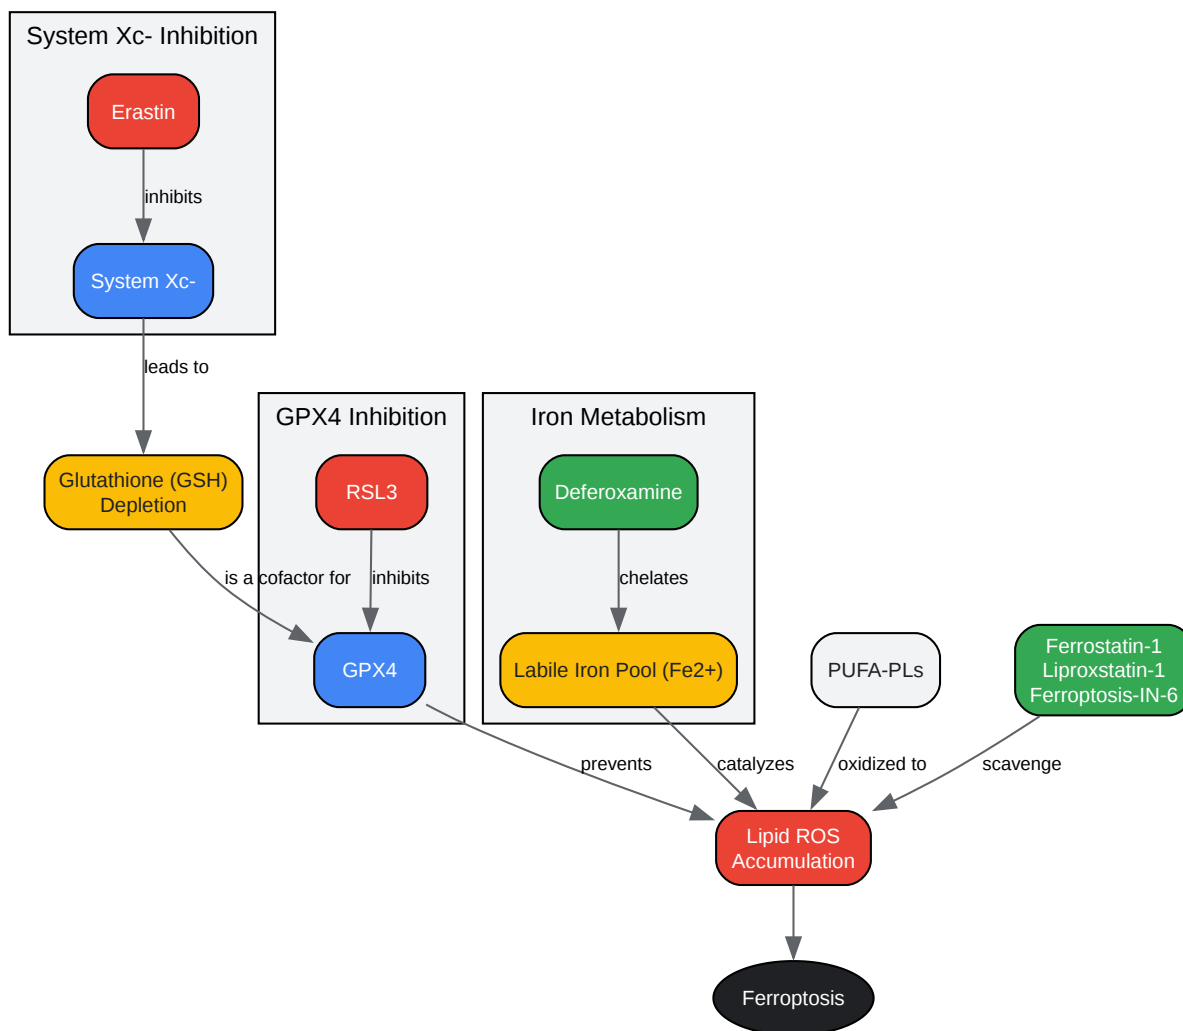 System Xc- Inhibition
Erastin
inhibits
System Xc-
leads to
GPX4 Inhibition
Iron Metabolism
Glutathione (GSH)
Depletion
RSL3
Deferoxamine
is a cofactor for
inhibits
chelates
GPX4
Labile Iron Pool (Fe2+)
PUFA-PLs
Ferrostatin-1
Liproxstatin-1
Ferroptosis-IN-6
prevents
catalyzes
oxidized to
scavenge
Lipid ROS
Accumulation
Ferroptosis